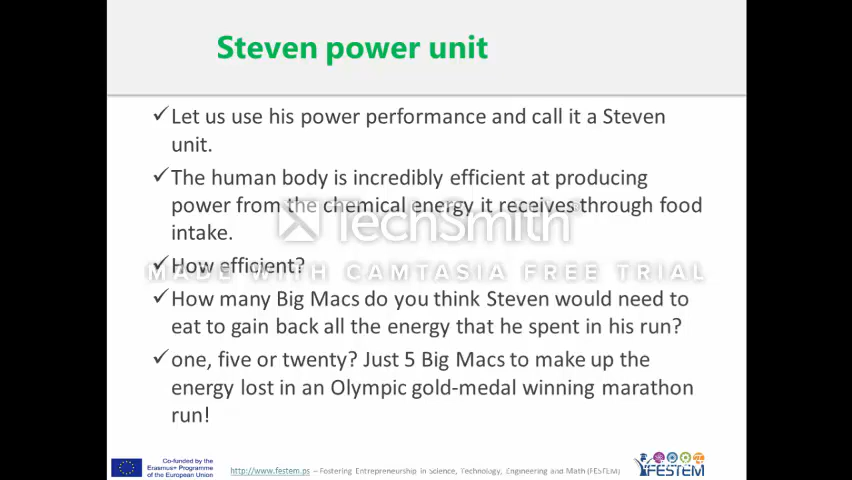 Steven power unit
✓Let us use his power performance and call it a Steven
unit.
✓The human body is incredibly efficient at producing
power from the chemical energy it receives through food
intake.
TechSmith®
✓How efficient?
MADE WITH CAMTASIA FREE TRIAL
✓How many Big Macs do you think Steven would need to
eat to gain back all the energy that he spent in his run?
✓one, five or twenty? Just 5 Big Macs to make up the
energy lost in an Olympic gold-medal winning marathon
run!
Co-funded by the
Erasmus+ Programme
of the European Union
http://www.festem.ps – Fostering Entrepreneurship in Science, Technology, Engineering and Math (FESTEM)
FESTEM